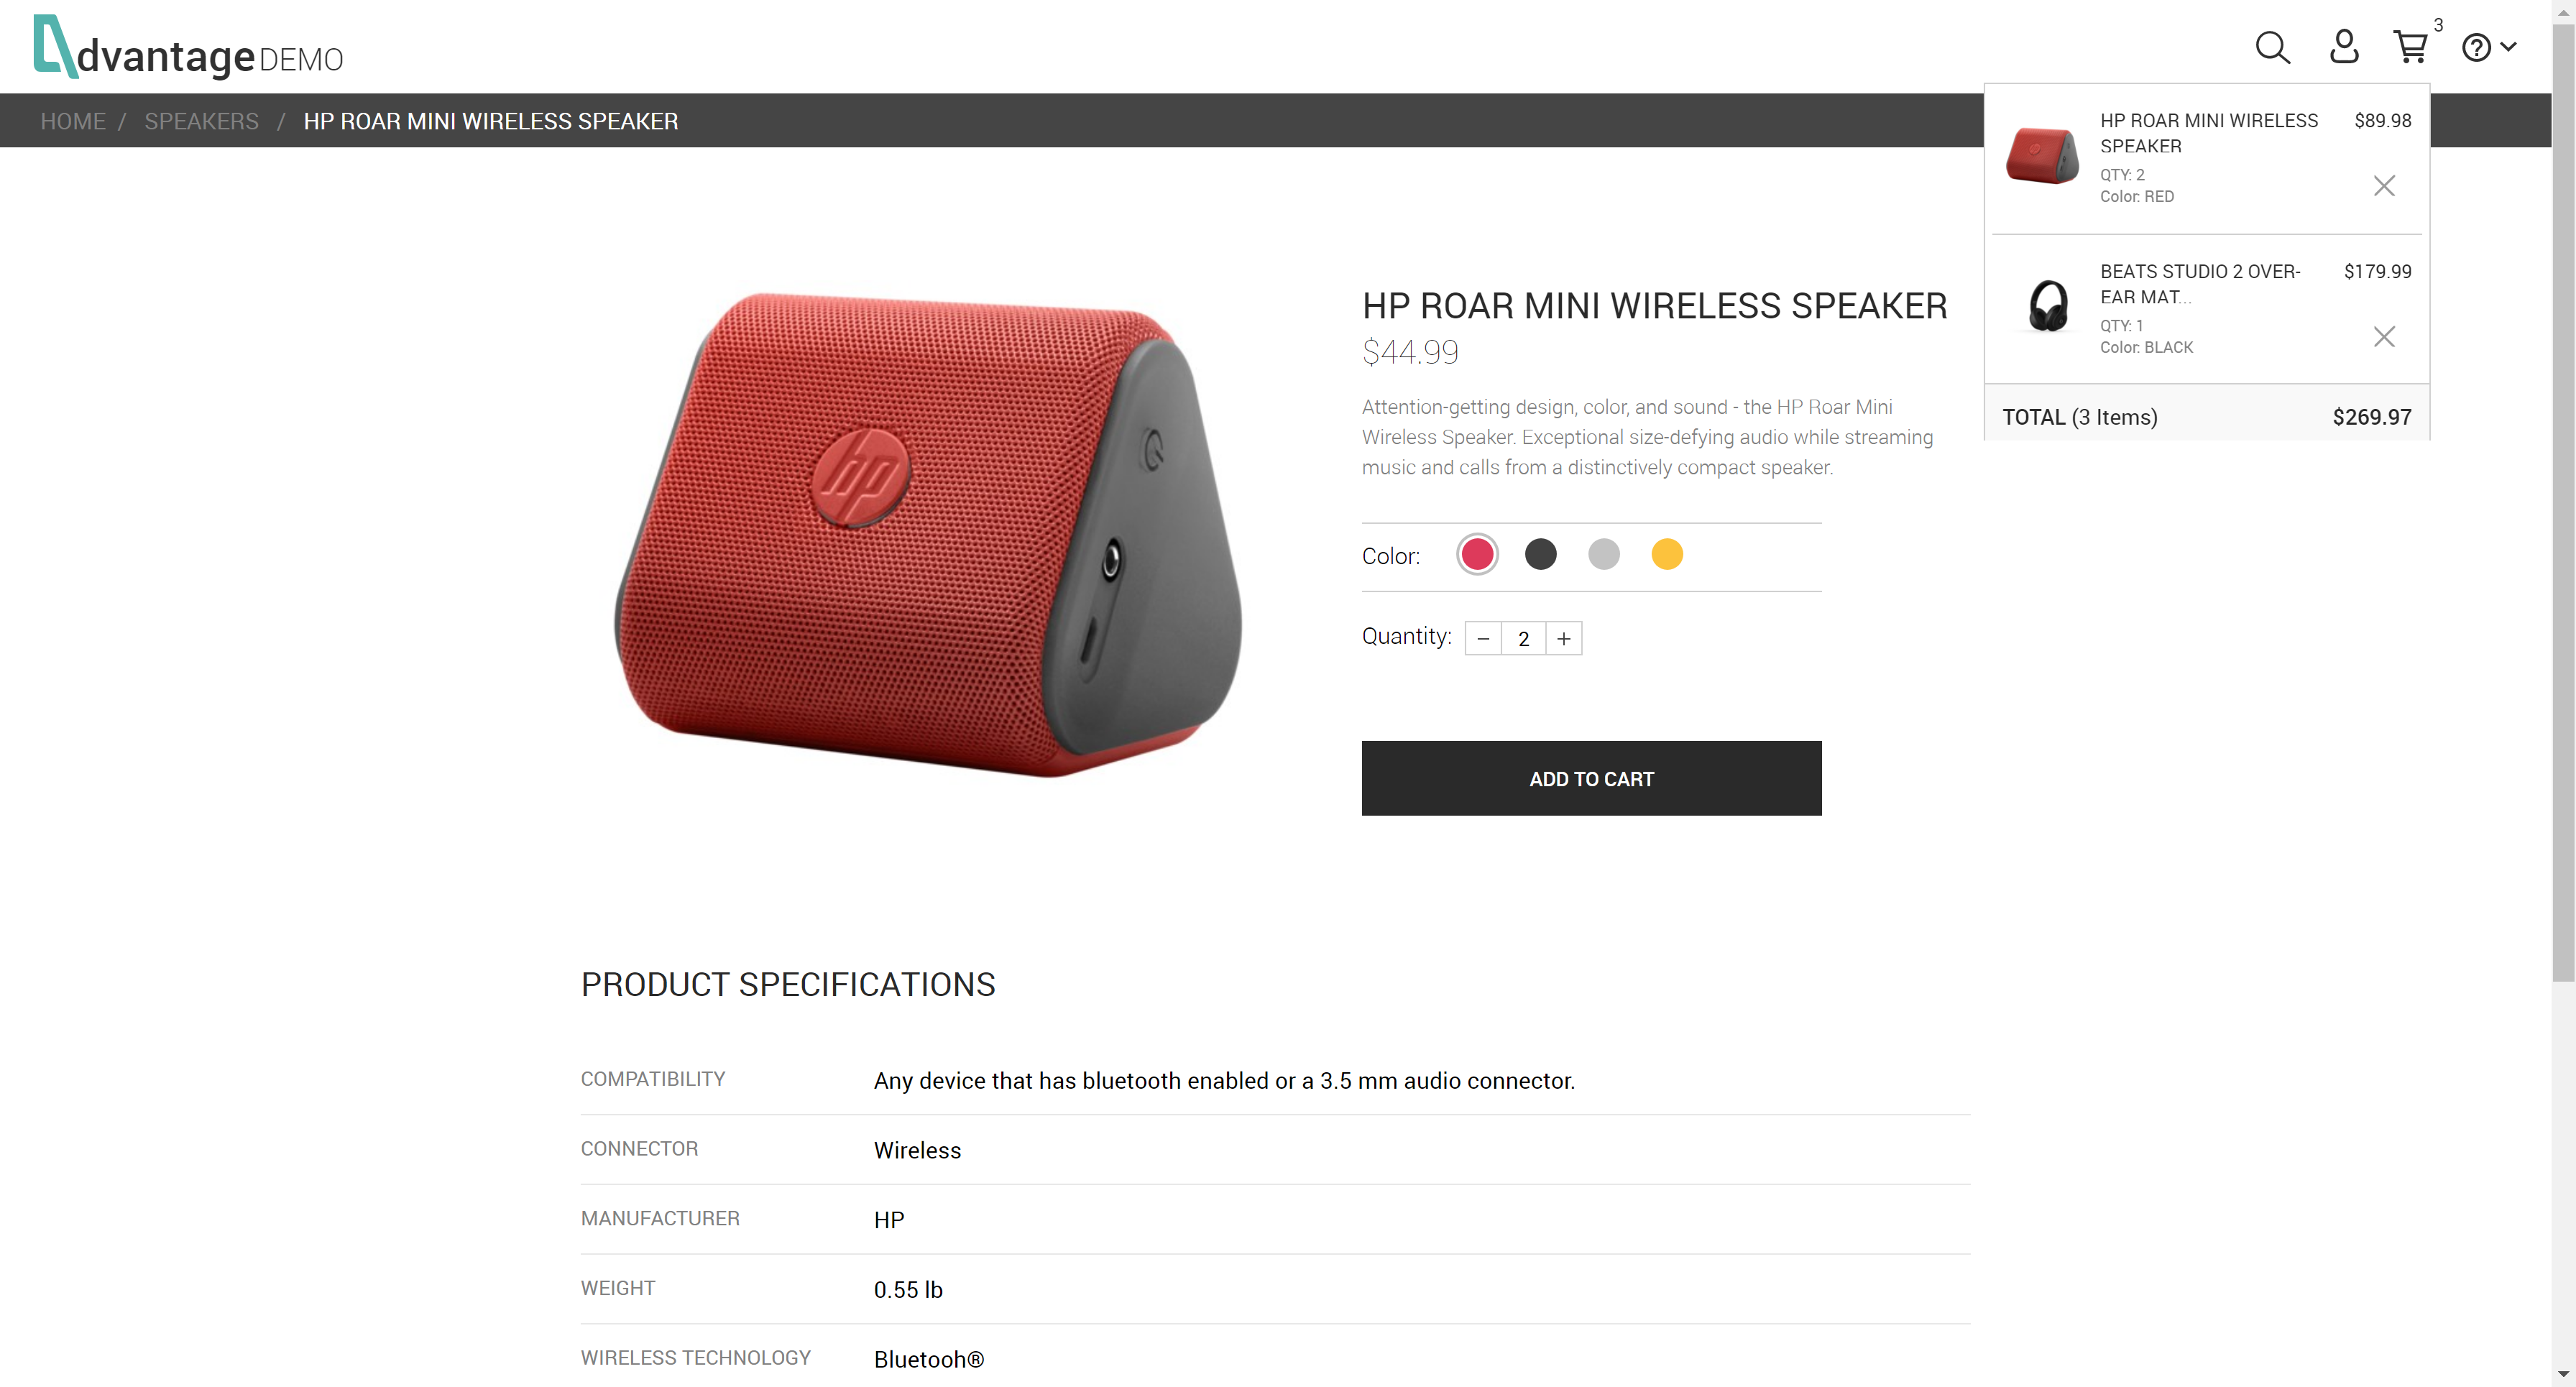 dvantage DEMO
3
HOME / SPEAKERS / HP ROAR MINI WIRELESS SPEAKER
HP ROAR MINI WIRELESS
SPEAKER
$89.98
QTY: 2
Color: RED
BEATS STUDIO 2 OVER-
EAR MAT...
$179.99
QTY: 1
Color: BLACK
TOTAL (3 Items) $269.97
hp
HP ROAR MINI WIRELESS SPEAKER
$44.99
Attention-getting design, color, and sound - the HP Roar Mini
Wireless Speaker. Exceptional size-defying audio while streaming
music and calls from a distinctively compact speaker.
Color:
Quantity: − 2 +
ADD TO CART
PRODUCT SPECIFICATIONS
COMPATIBILITY Any device that has bluetooth enabled or a 3.5 mm audio connector.
CONNECTOR Wireless
MANUFACTURER HP
WEIGHT 0.55 lb
WIRELESS TECHNOLOGY Bluetooh®